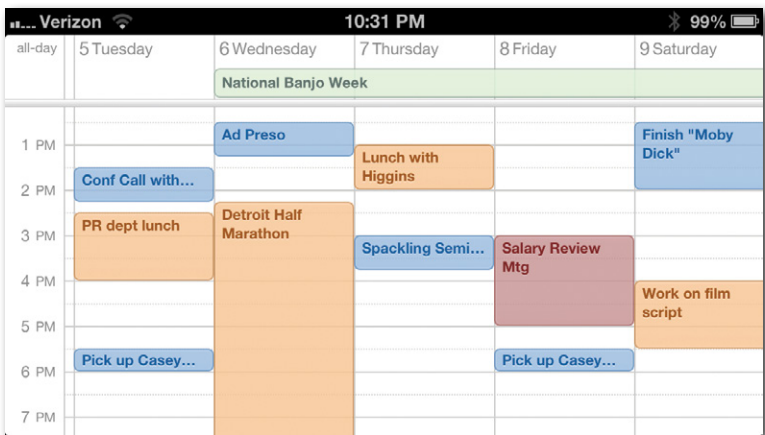 Verizon 10:31 PM 99%
all-day 5 Tuesday 6 Wednesday 7 Thursday 8 Friday 9 Saturday
National Banjo Week
1 PM
2 PM
3 PM
4 PM
5 PM
6 PM
7 PM
Conf Call with...
PR dept lunch
Pick up Casey...
Ad Preso
Detroit Half
Marathon
Lunch with
Higgins
Spackling Semi...
Salary Review
Mtg
Pick up Casey...
Finish "Moby
Dick"
Work on film
script